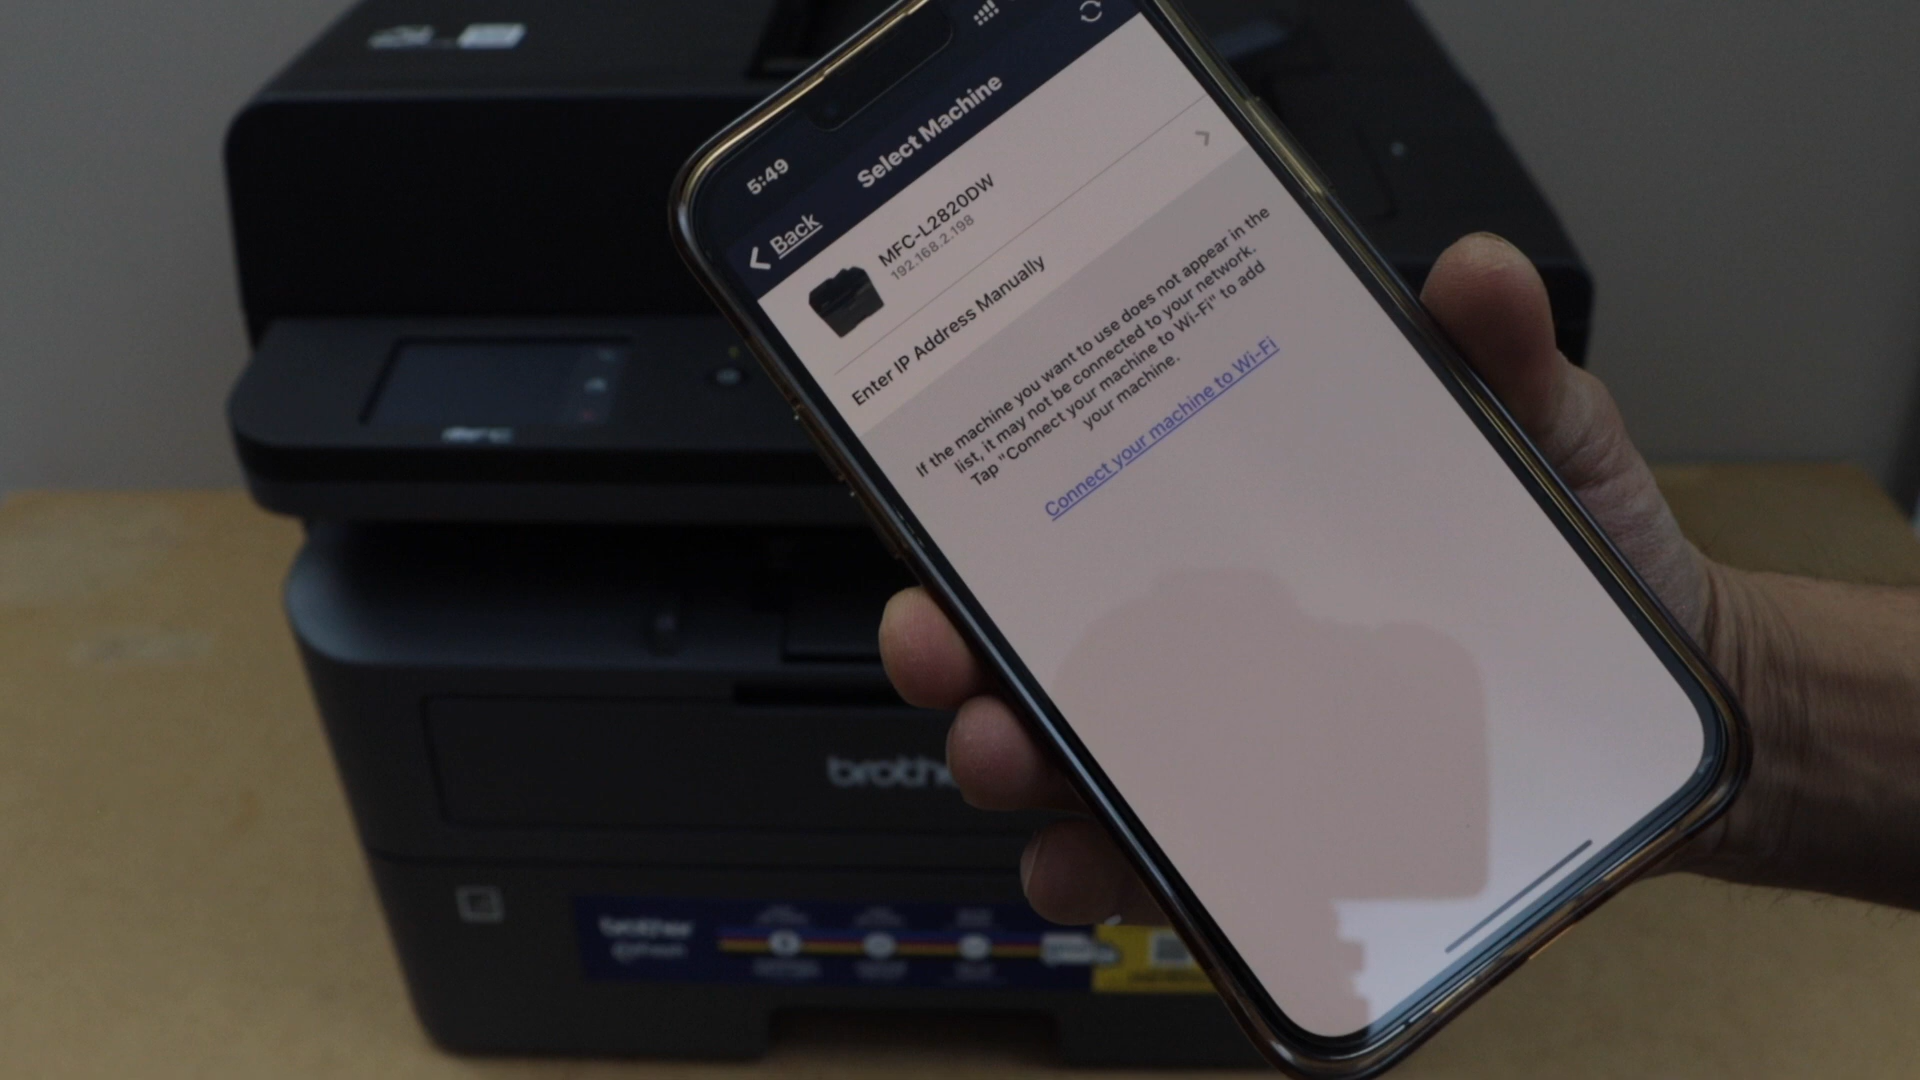 5:49
Select Machine
Back
MFC-L2820DW
192.168.2.198
Enter IP Address Manually
If the machine you want to use does not appear in the
list, it may not be connected to your network.
Tap "Connect your machine to Wi-Fi" to add
your machine.
Connect your machine to Wi-Fi
MFC
brother